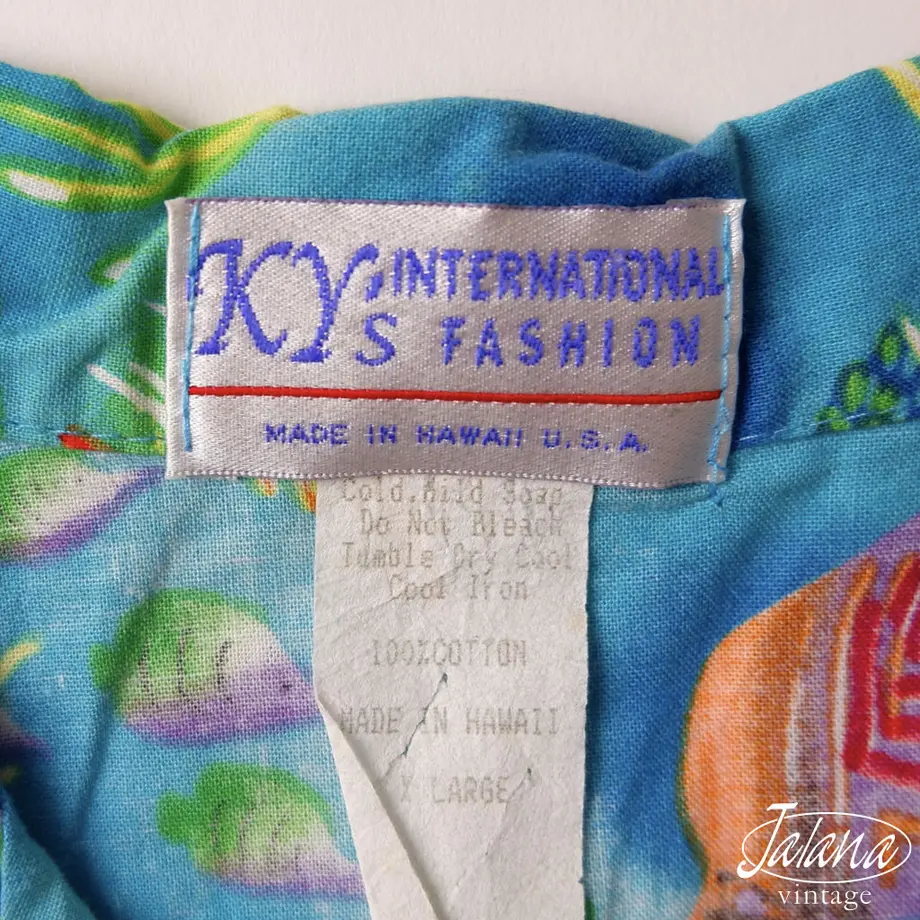 KY'S INTERNATIONAL
FASHION
MADE IN HAWAII U.S.A.
Cold.Mild Soap
Do Not Bleach
Tumble Dry Cool
Cool Iron
100%COTTON
MADE IN HAWAII
X LARGE
Jalana
vintage